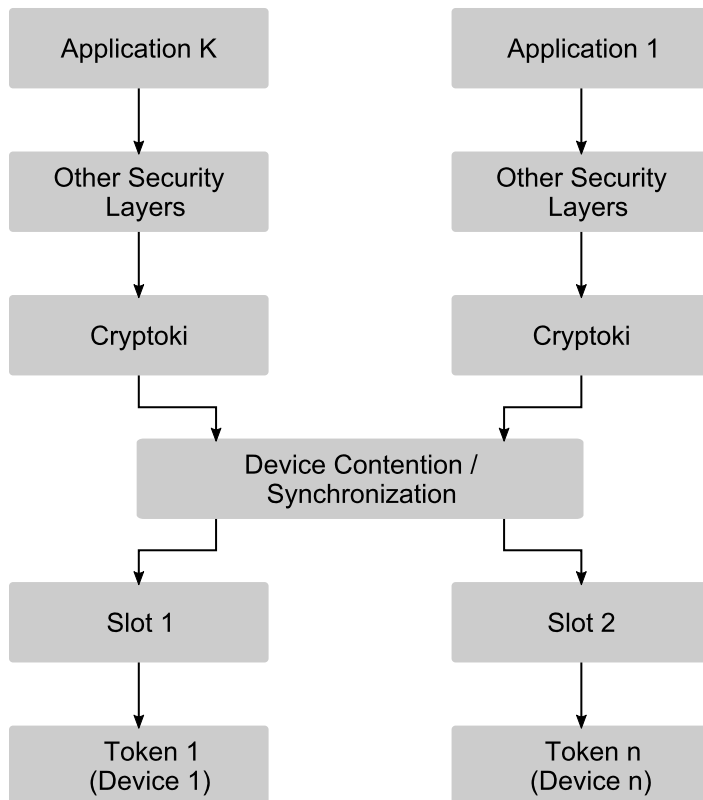 Application K
Application 1
Other Security
Layers
Other Security
Layers
Cryptoki
Cryptoki
Device Contention /
Synchronization
Slot 1
Slot 2
Token 1
(Device 1)
Token n
(Device n)